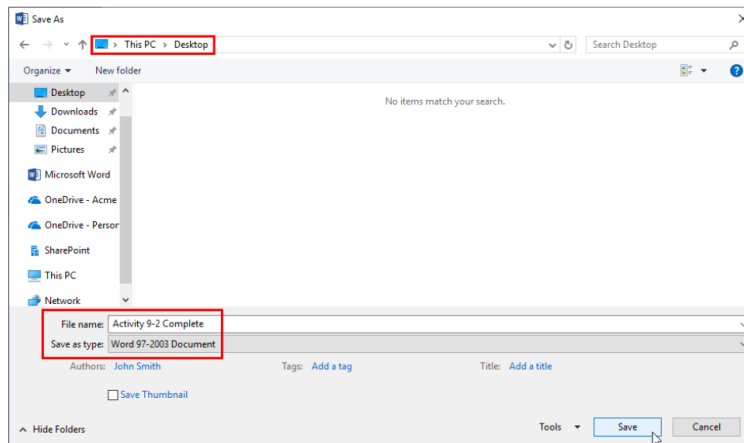 Save As
This PC > Desktop
Search Desktop
Organize
New folder
Desktop
Downloads
Documents
Pictures
Microsoft Word
OneDrive - Acme
OneDrive - Person
SharePoint
This PC
Network
No items match your search.
File name: Activity 9-2 Complete
Save as type: Word 97-2003 Document
Authors: John Smith Tags: Add a tag Title: Add a title
Save Thumbnail
Hide Folders
Tools Save Cancel